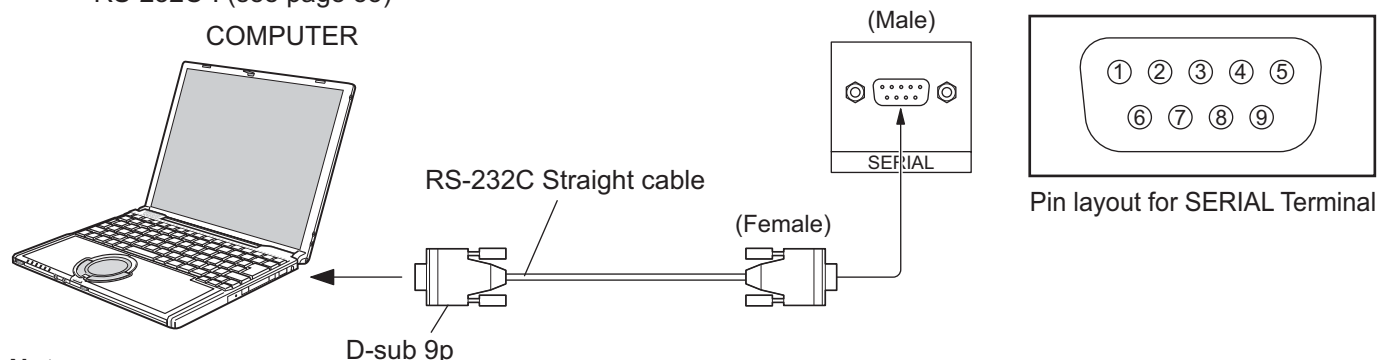 COMPUTER
(Male)
① ② ③ ④ ⑤
⑥ ⑦ ⑧ ⑨
SERIAL
RS-232C Straight cable
Pin layout for SERIAL Terminal
(Female)
D-sub 9p